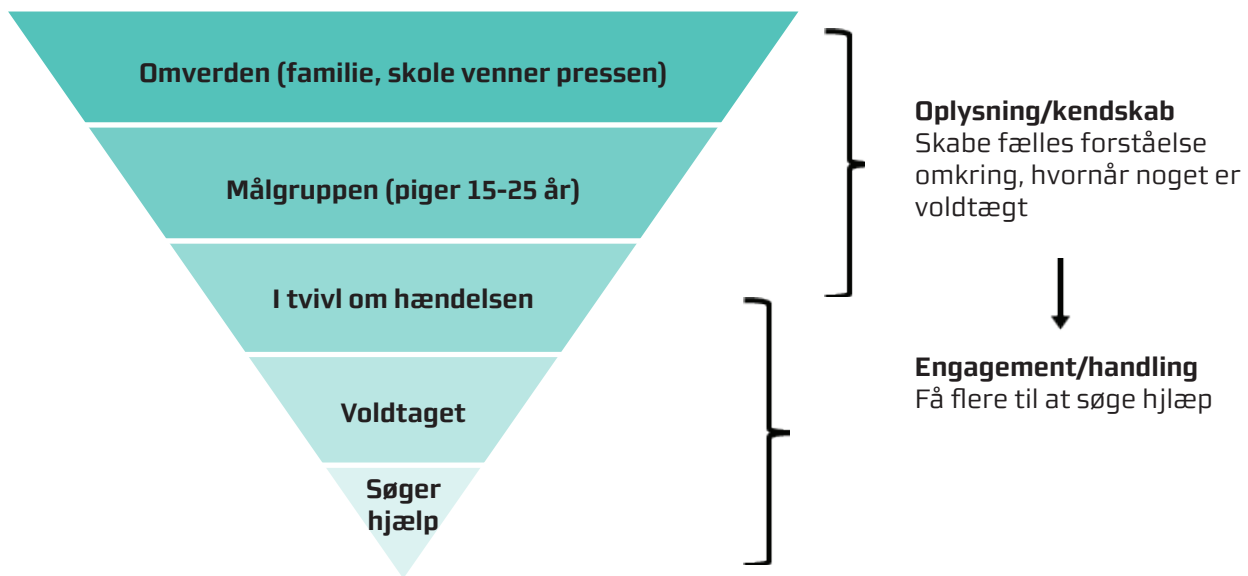 Omverden (familie, skole venner pressen)
Målgruppen (piger 15-25 år)
I tvivl om hændelsen
Voldtaget
Søger
hjælp
Oplysning/kendskab
Skabe fælles forståelse
omkring, hvornår noget er
voldtægt
Engagement/handling
Få flere til at søge hjlæp